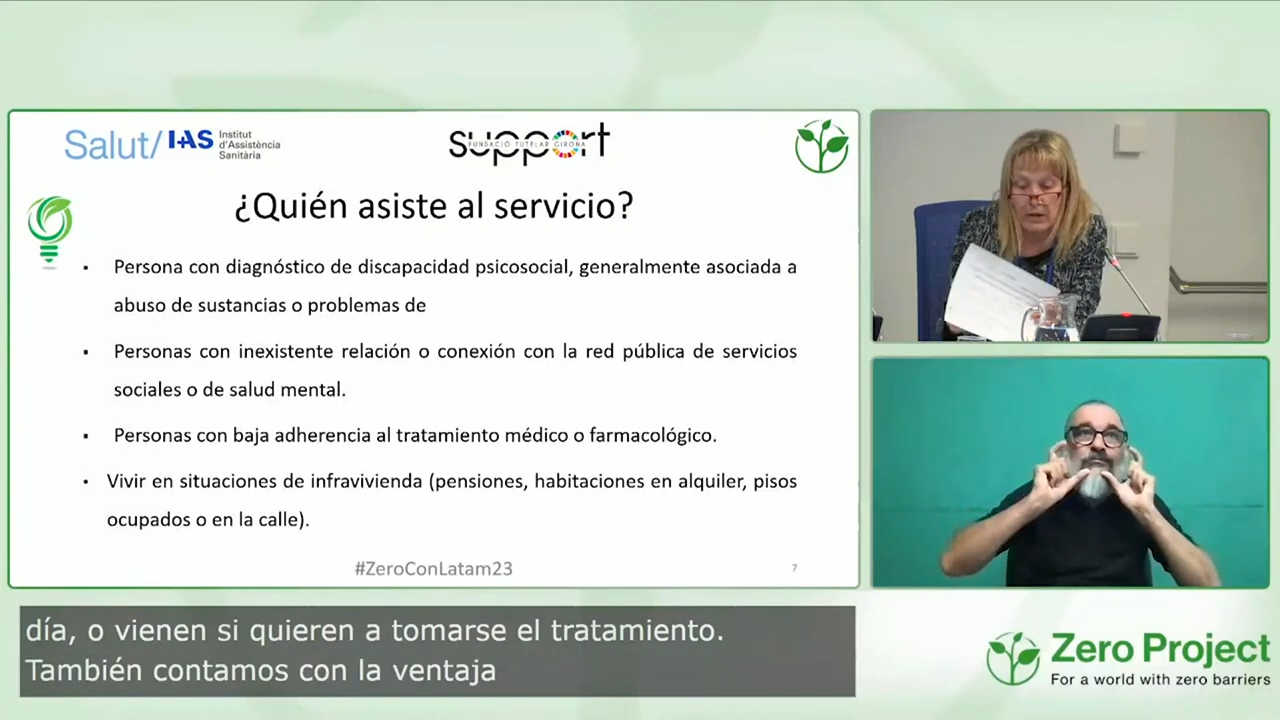 Salut/ IAS Institut
d'Assistència
Sanitària
support
FUNDACIÓ TUTELAR GIRONA
¿Quién asiste al servicio?
▪ Persona con diagnóstico de discapacidad psicosocial, generalmente asociada a
abuso de sustancias o problemas de
▪ Personas con inexistente relación o conexión con la red pública de servicios
sociales o de salud mental.
▪ Personas con baja adherencia al tratamiento médico o farmacológico.
• Vivir en situaciones de infravivienda (pensiones, habitaciones en alquiler, pisos
ocupados o en la calle).
#ZeroConLatam23
7
día, o vienen si quieren a tomarse el tratamiento.
También contamos con la ventaja
Zero Project
For a world with zero barriers